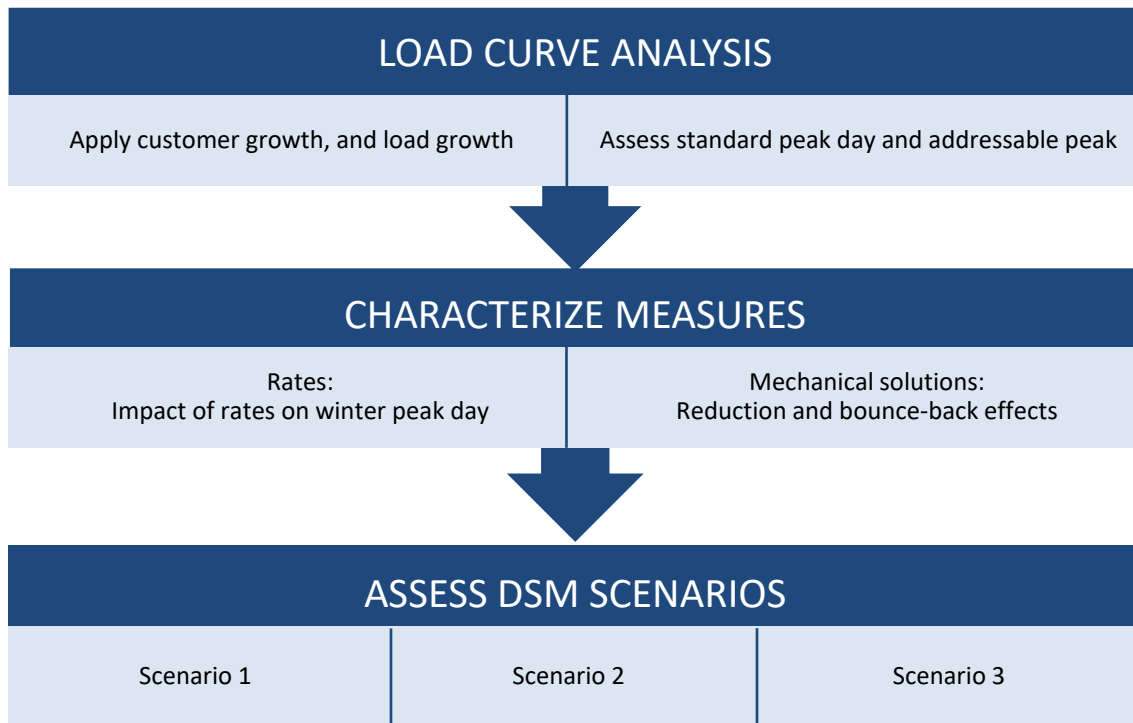 LOAD CURVE ANALYSIS
Apply customer growth, and load growth
Assess standard peak day and addressable peak
CHARACTERIZE MEASURES
Rates:
Impact of rates on winter peak day
Mechanical solutions:
Reduction and bounce-back effects
ASSESS DSM SCENARIOS
Scenario 1
Scenario 2
Scenario 3